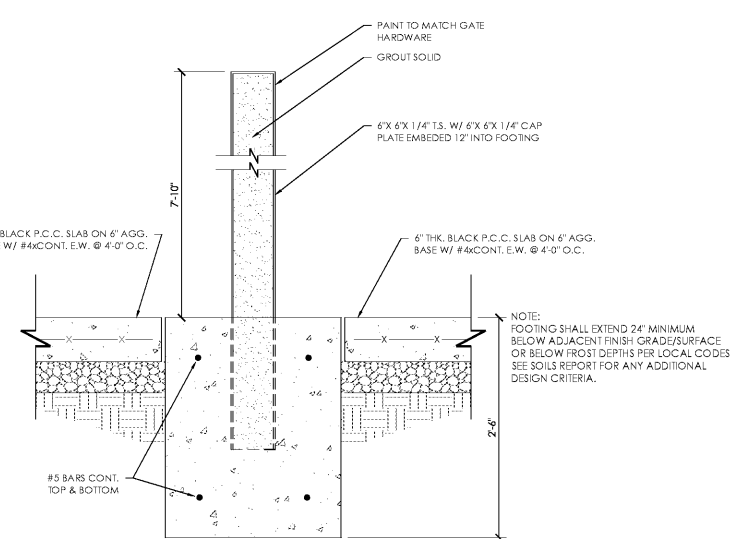 PAINT TO MATCH GATE
HARDWARE
GROUT SOLID
6"X 6"X 1/4" T.S. W/ 6"X 6"X 1/4" CAP
PLATE EMBEDED 12" INTO FOOTING
7'-10"
BLACK P.C.C. SLAB ON 6" AGG.
W/ #4xCONT. E.W. @ 4'-0" O.C.
6" THK. BLACK P.C.C. SLAB ON 6" AGG.
BASE W/ #4xCONT. E.W. @ 4'-0" O.C.
NOTE:
FOOTING SHALL EXTEND 24" MINIMUM
BELOW ADJACENT FINISH GRADE/SURFACE
OR BELOW FROST DEPTHS PER LOCAL CODES
SEE SOILS REPORT FOR ANY ADDITIONAL
DESIGN CRITERIA.
2'-6"
#5 BARS CONT.
TOP & BOTTOM